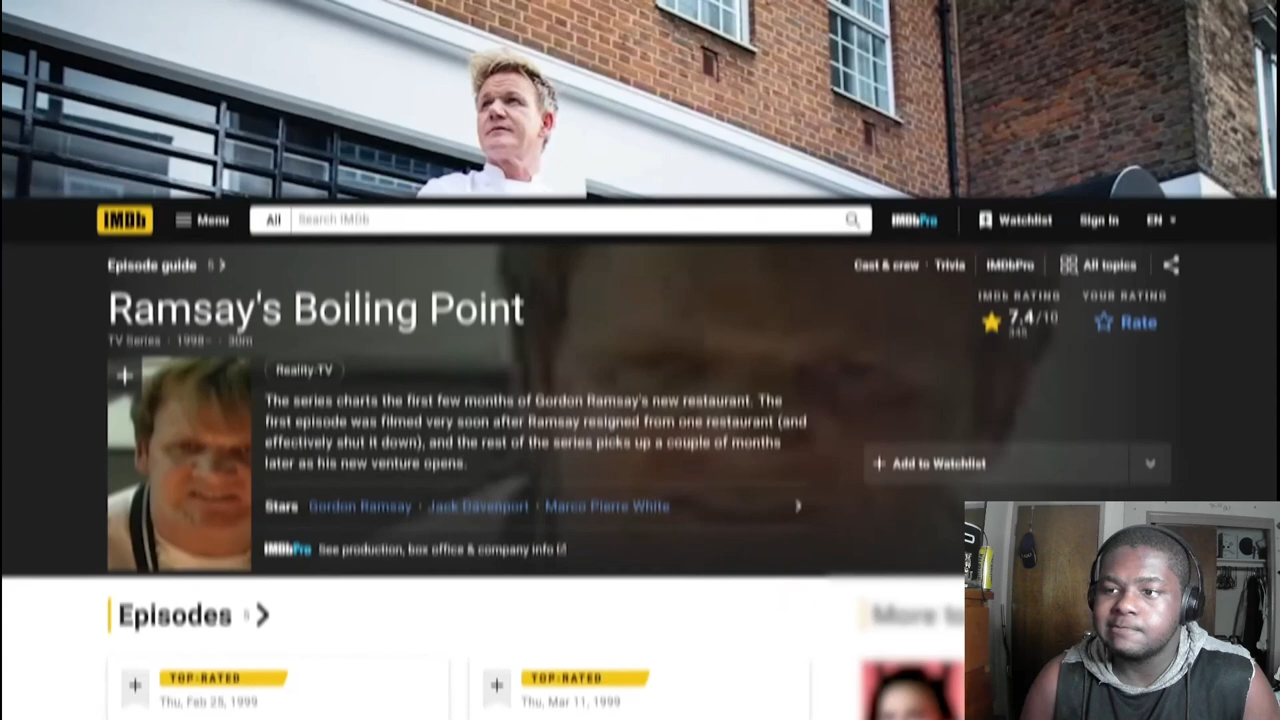 IMDb Menu All Search IMDb IMDbPro Watchlist Sign In EN
Episode guide 5 Cast & crew Trivia IMDbPro All topics
IMDb RATING YOUR RATING
Ramsay's Boiling Point
7.4/10 Rate
TV Series · 1998– · 30m
Reality-TV
The series charts the first few months of Gordon Ramsay's new restaurant. The
first episode was filmed very soon after Ramsay resigned from one restaurant (and
effectively shut it down), and the rest of the series picks up a couple of months
later as his new venture opens.
Add to Watchlist
Stars Gordon Ramsay · Jack Davenport · Marco Pierre White
IMDbPro See production, box office & company info
Episodes
More to
TOP-RATED TOP-RATED
Thu, Feb 25, 1999 Thu, Mar 11, 1999